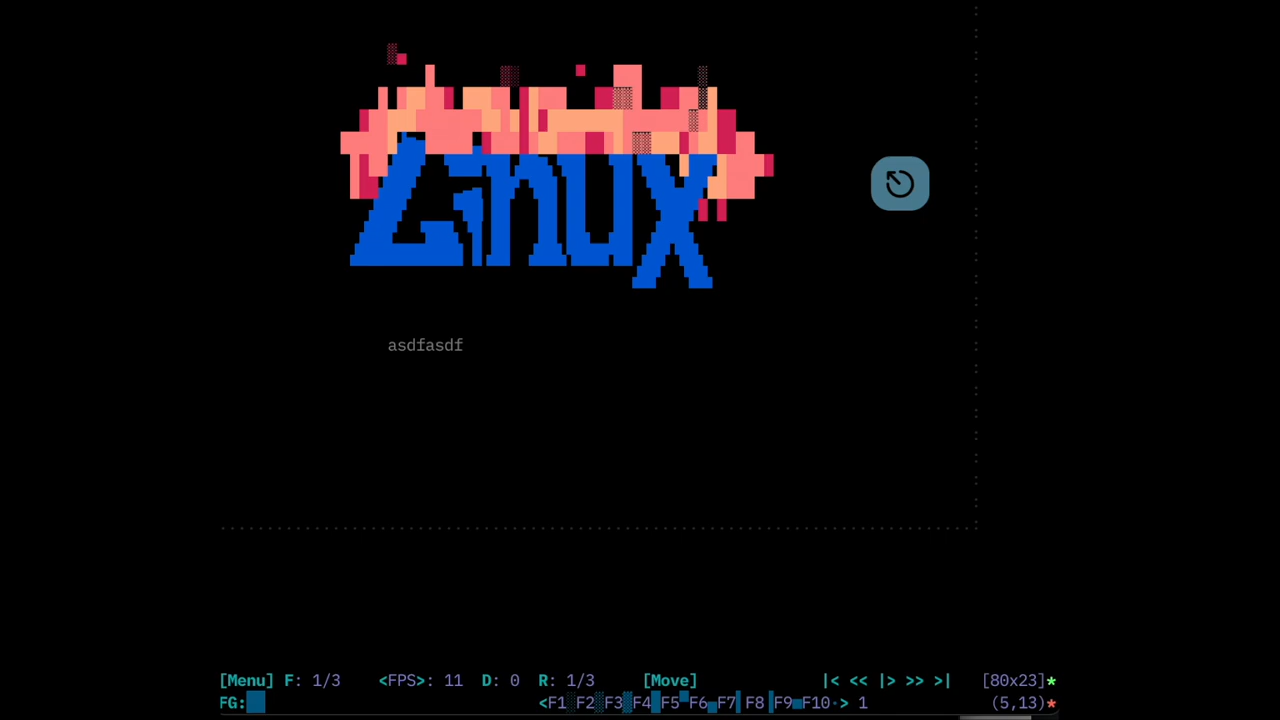 Linux
asdfasdf
[Menu] F: 1/3 <FPS>: 11 D: 0 R: 1/3 [Move] |< << |> >> >| [80x23]*
FG: <F1░F2░F3▒F4█F5▀F6▄F7▌F8▐F9■F10·> 1 (5,13)*